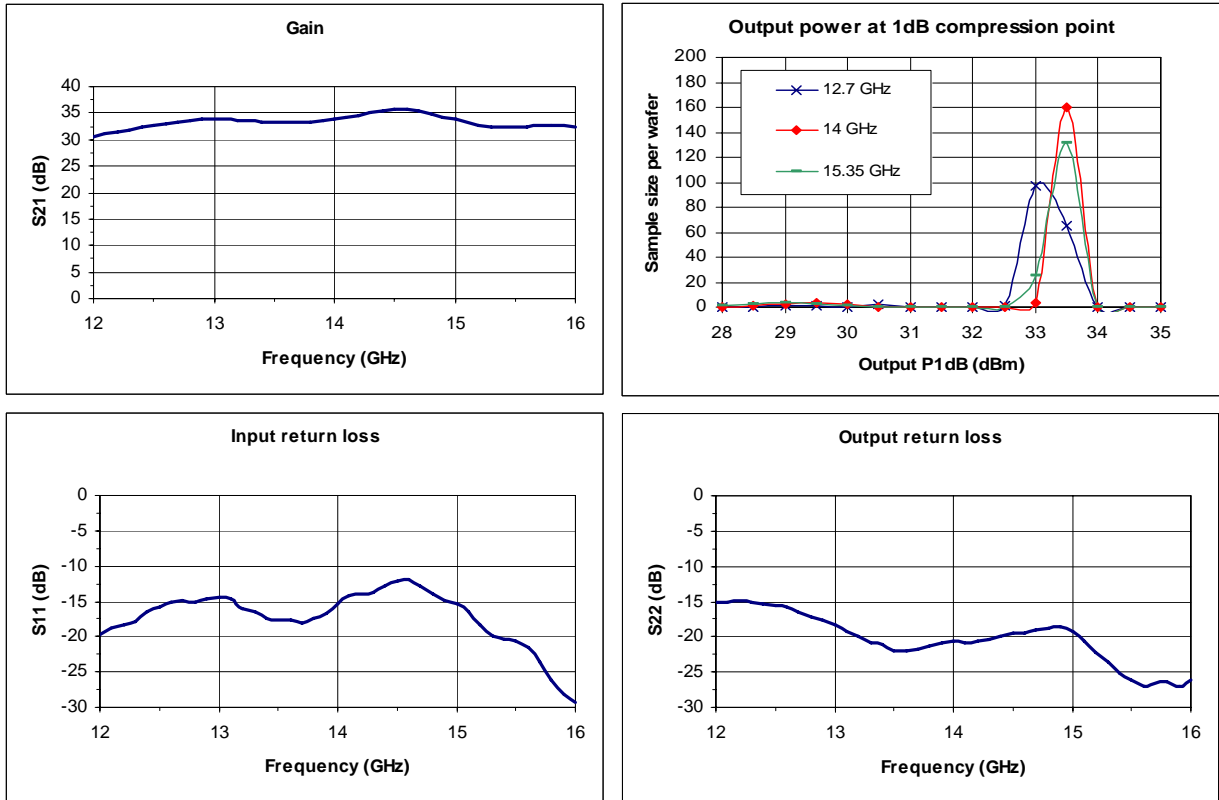 Gain
S21 (dB)
40
35
30
25
20
15
10
5
0
12 13 14 15 16
Frequency (GHz)
Output power at 1dB compression point
Sample size per wafer
200
180
160
140
120
100
80
60
40
20
0
12.7 GHz
14 GHz
15.35 GHz
28 29 30 31 32 33 34 35
Output P1dB (dBm)
Input return loss
S11 (dB)
0
-5
-10
-15
-20
-25
-30
12 13 14 15 16
Frequency (GHz)
Output return loss
S22 (dB)
0
-5
-10
-15
-20
-25
-30
12 13 14 15 16
Frequency (GHz)